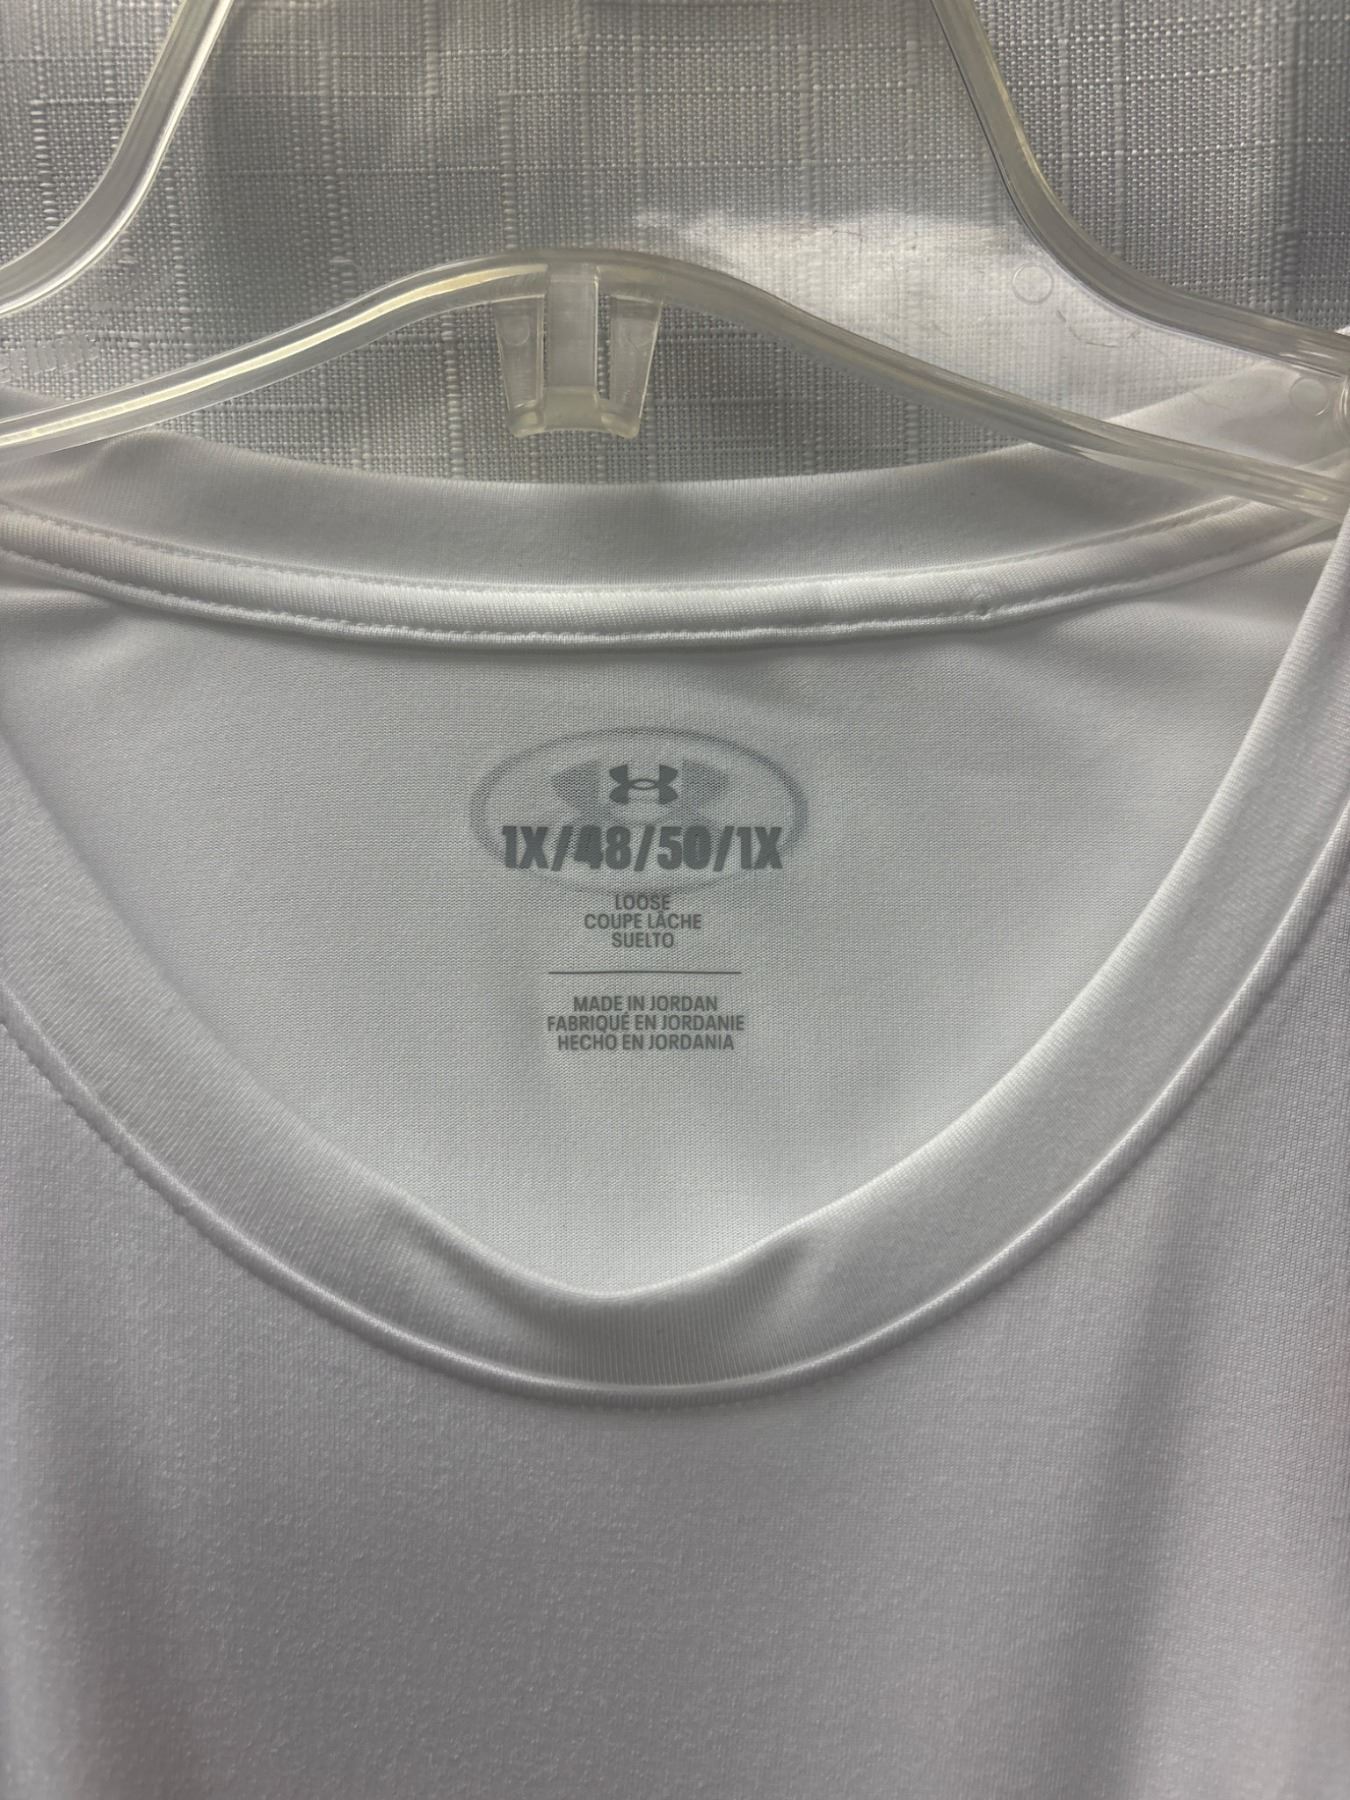 1X/48/50/1X
LOOSE
COUPE LÂCHE
SUELTO
MADE IN JORDAN
FABRIQUÉ EN JORDANIE
HECHO EN JORDANIA